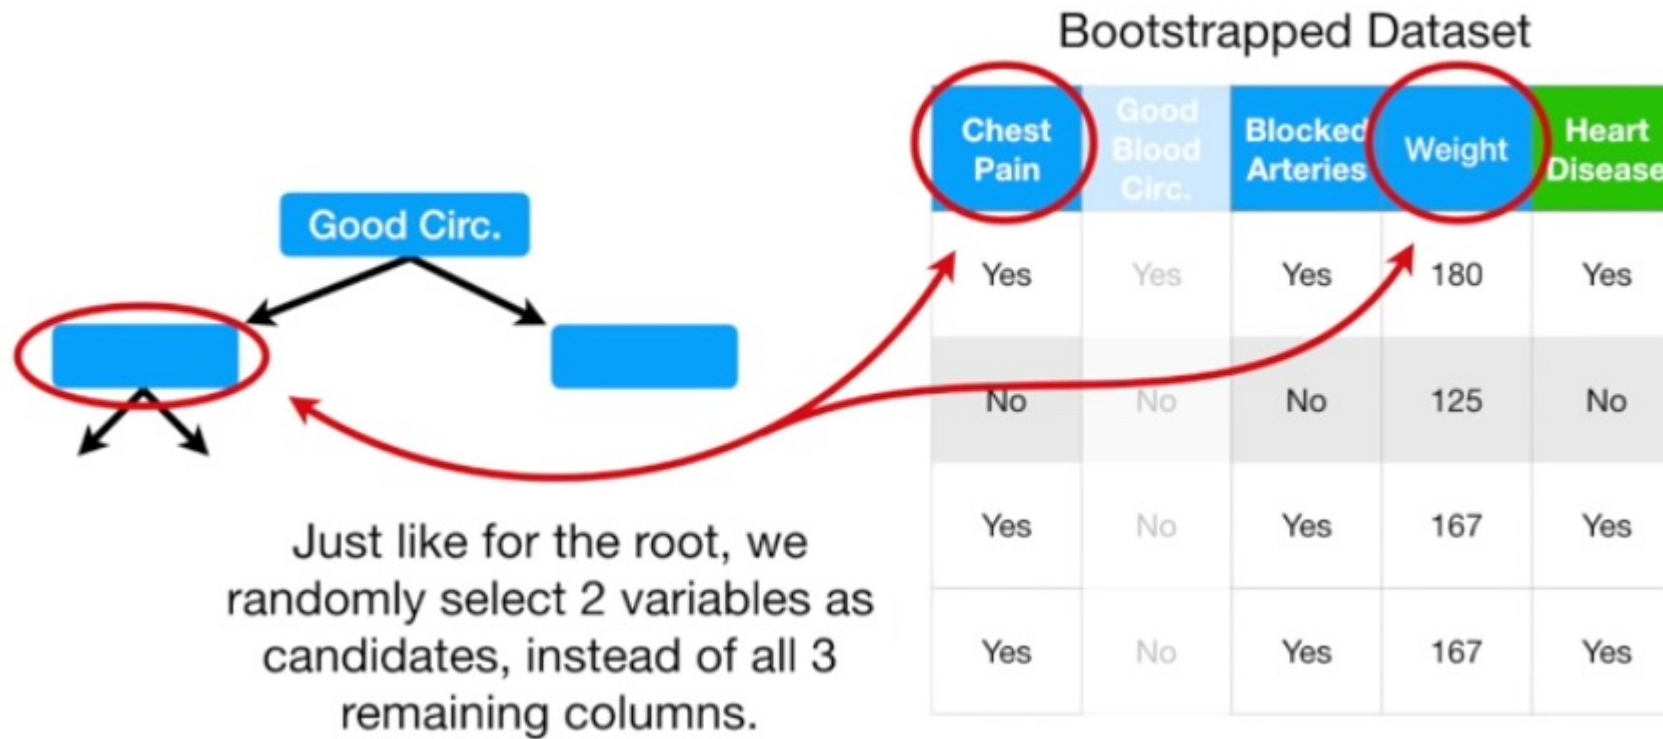 Bootstrapped Dataset
Chest Pain Good Blood Circ. Blocked Arteries Weight Heart Disease
Good Circ.
Yes Yes Yes 180 Yes
No No No 125 No
Yes No Yes 167 Yes
Yes No Yes 167 Yes
Just like for the root, we
randomly select 2 variables as
candidates, instead of all 3
remaining columns.